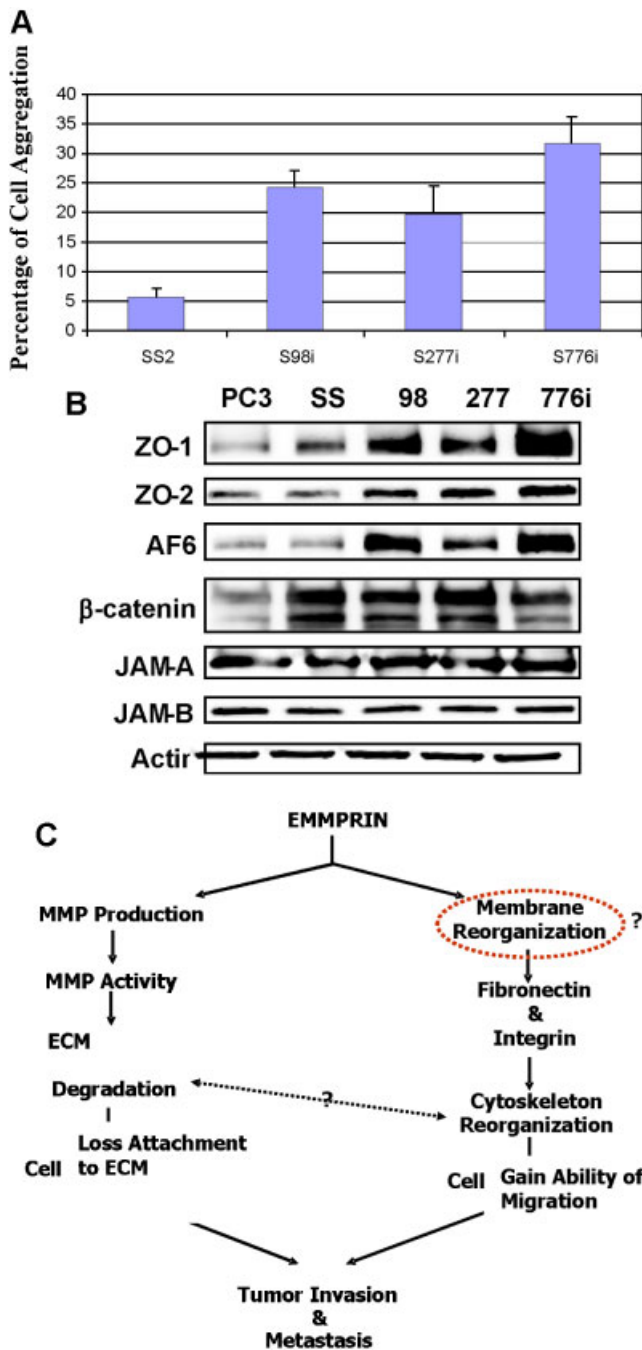 A
Percentage of Cell Aggregation
40
35
30
25
20
15
10
5
0
SS2 S98i S277i S776i
B
PC3 SS 98 277 776i
ZO-1
ZO-2
AF6
β-catenin
JAM-A
JAM-B
Actir
C
EMMPRIN
MMP Production
Membrane
Reorganization ?
MMP Activity
Fibronectin
&
Integrin
ECM
Degradation
?
Cytoskeleton
Reorganization
Loss Attachment
Cell to ECM
Cell Gain Ability of
Migration
Tumor Invasion
&
Metastasis